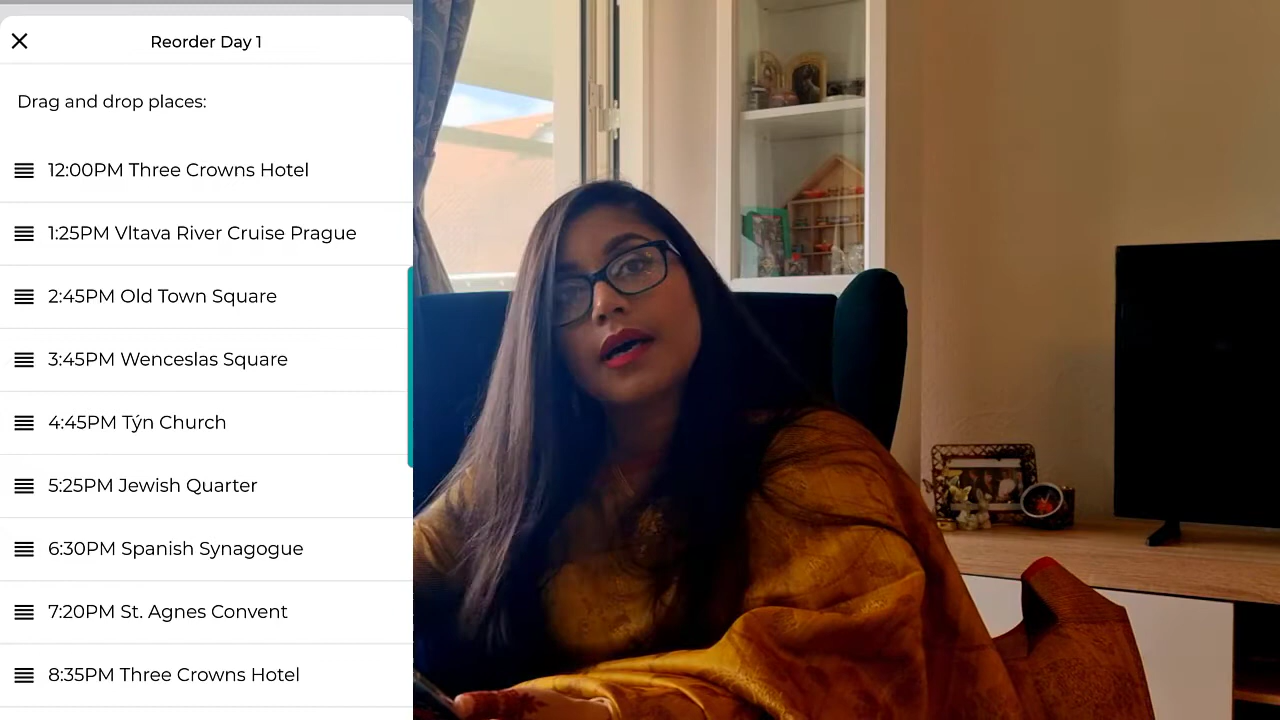 Reorder Day 1
Drag and drop places:
12:00PM Three Crowns Hotel
1:25PM Vltava River Cruise Prague
2:45PM Old Town Square
3:45PM Wenceslas Square
4:45PM Týn Church
5:25PM Jewish Quarter
6:30PM Spanish Synagogue
7:20PM St. Agnes Convent
8:35PM Three Crowns Hotel